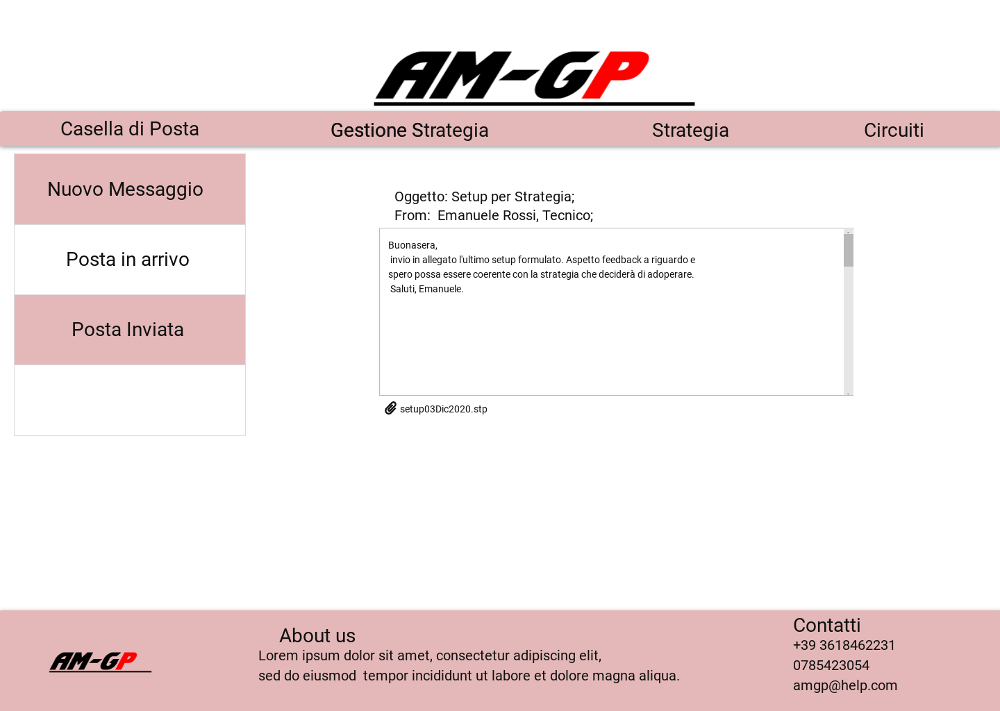 AM-GP
Casella di Posta
Gestione Strategia
Strategia
Circuiti
Nuovo Messaggio
Posta in arrivo
Posta Inviata
Oggetto: Setup per Strategia;
From:  Emanuele Rossi, Tecnico;
Buonasera,
invio in allegato l'ultimo setup formulato. Aspetto feedback a riguardo e
spero possa essere coerente con la strategia che deciderà di adoperare.
Saluti, Emanuele.
setup03Dic2020.stp
AM-GP
About us
Lorem ipsum dolor sit amet, consectetur adipiscing elit,
sed do eiusmod  tempor incididunt ut labore et dolore magna aliqua.
Contatti
+39 3618462231
0785423054
amgp@help.com